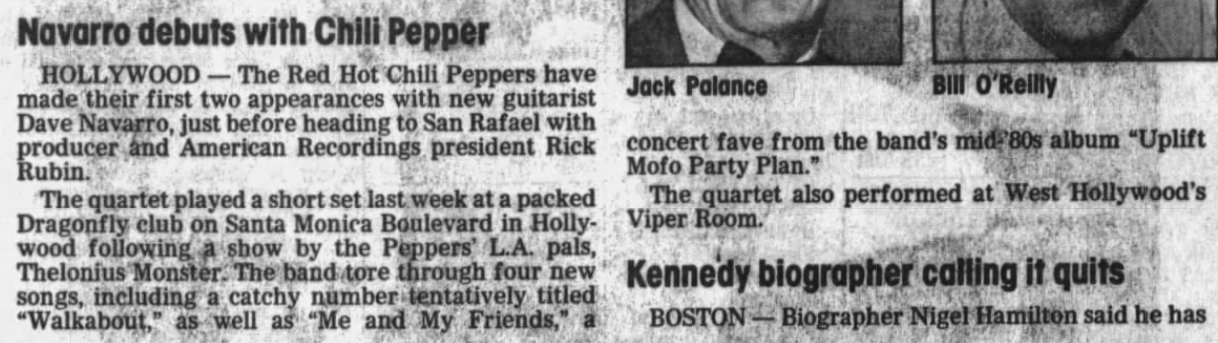 Navarro debuts with Chili Pepper
HOLLYWOOD — The Red Hot Chili Peppers have
made their first two appearances with new guitarist
Dave Navarro, just before heading to San Rafael with
producer and American Recordings president Rick
Rubin.
The quartet played a short set last week at a packed
Dragonfly club on Santa Monica Boulevard in Holly-
wood following a show by the Peppers' L.A. pals,
Thelonius Monster. The band tore through four new
songs, including a catchy number tentatively titled
“Walkabout,” as well as “Me and My Friends,” a
Jack Palance
Bill O'Reilly
concert fave from the band's mid-'80s album “Uplift
Mofo Party Plan.”
The quartet also performed at West Hollywood's
Viper Room.
Kennedy biographer calling it quits
BOSTON — Biographer Nigel Hamilton said he has